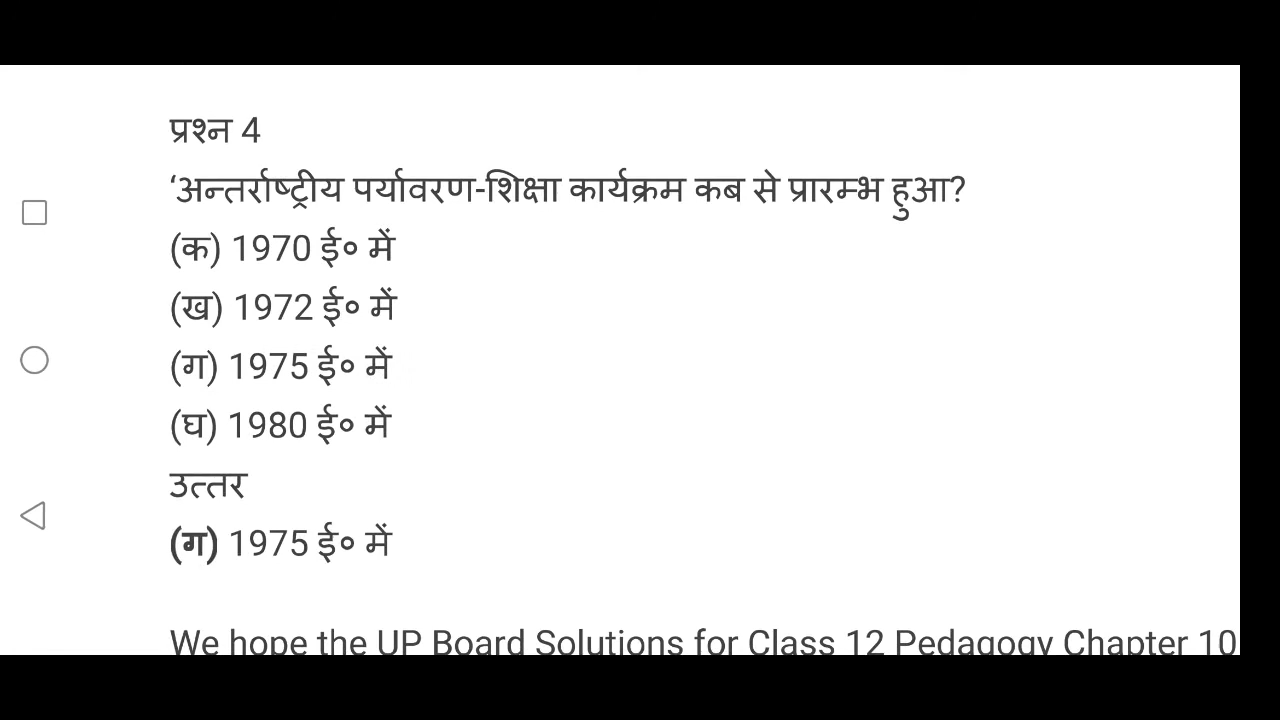 प्रश्न 4
‘अन्तर्राष्ट्रीय पर्यावरण-शिक्षा कार्यक्रम कब से प्रारम्भ हुआ?
(क) 1970 ई० में
(ख) 1972 ई० में
(ग) 1975 ई० में
(घ) 1980 ई० में
उत्तर
(ग) 1975 ई० में
We hope the UP Board Solutions for Class 12 Pedagogy Chapter 10